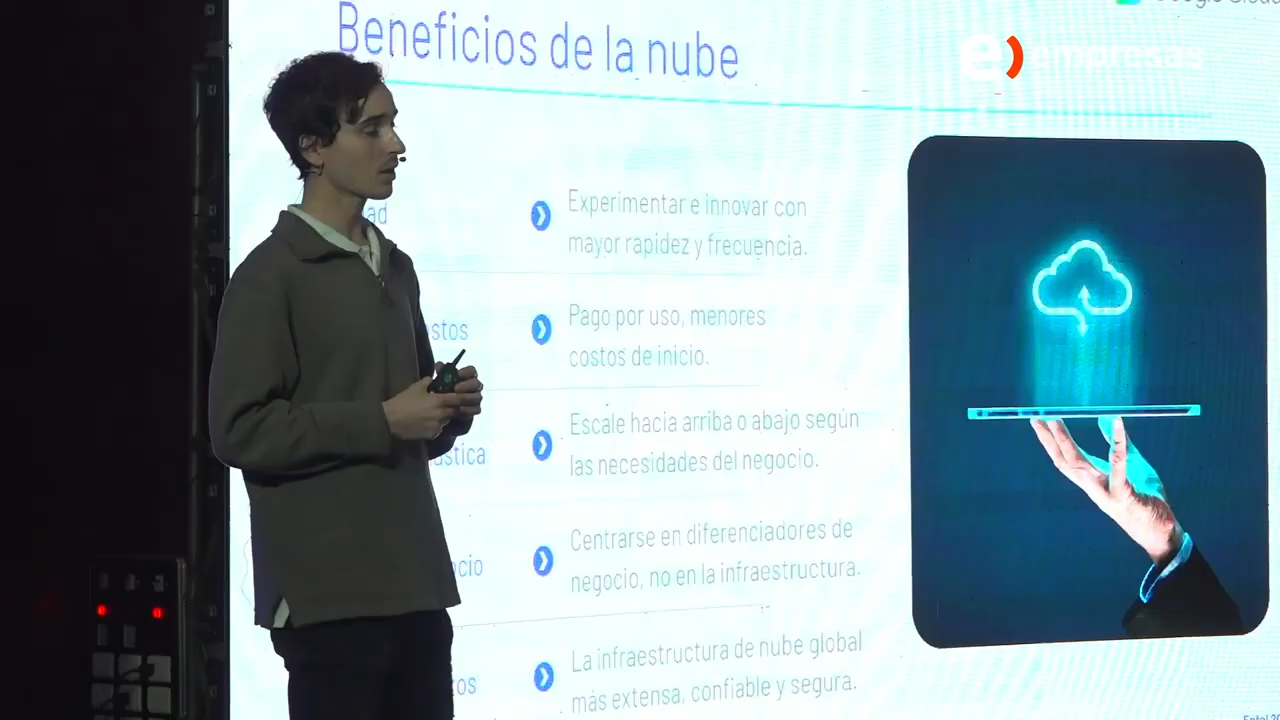 Beneficios de la nube
e) empresas
Experimentar e innovar con
mayor rapidez y frecuencia.
stos
Pago por uso, menores
costos de inicio.
Escale hacia arriba o abajo según
las necesidades del negocio.
Centrarse en diferenciadores de
negocio, no en la infraestructura.
La infraestructura de nube global
más extensa, confiable y segura.